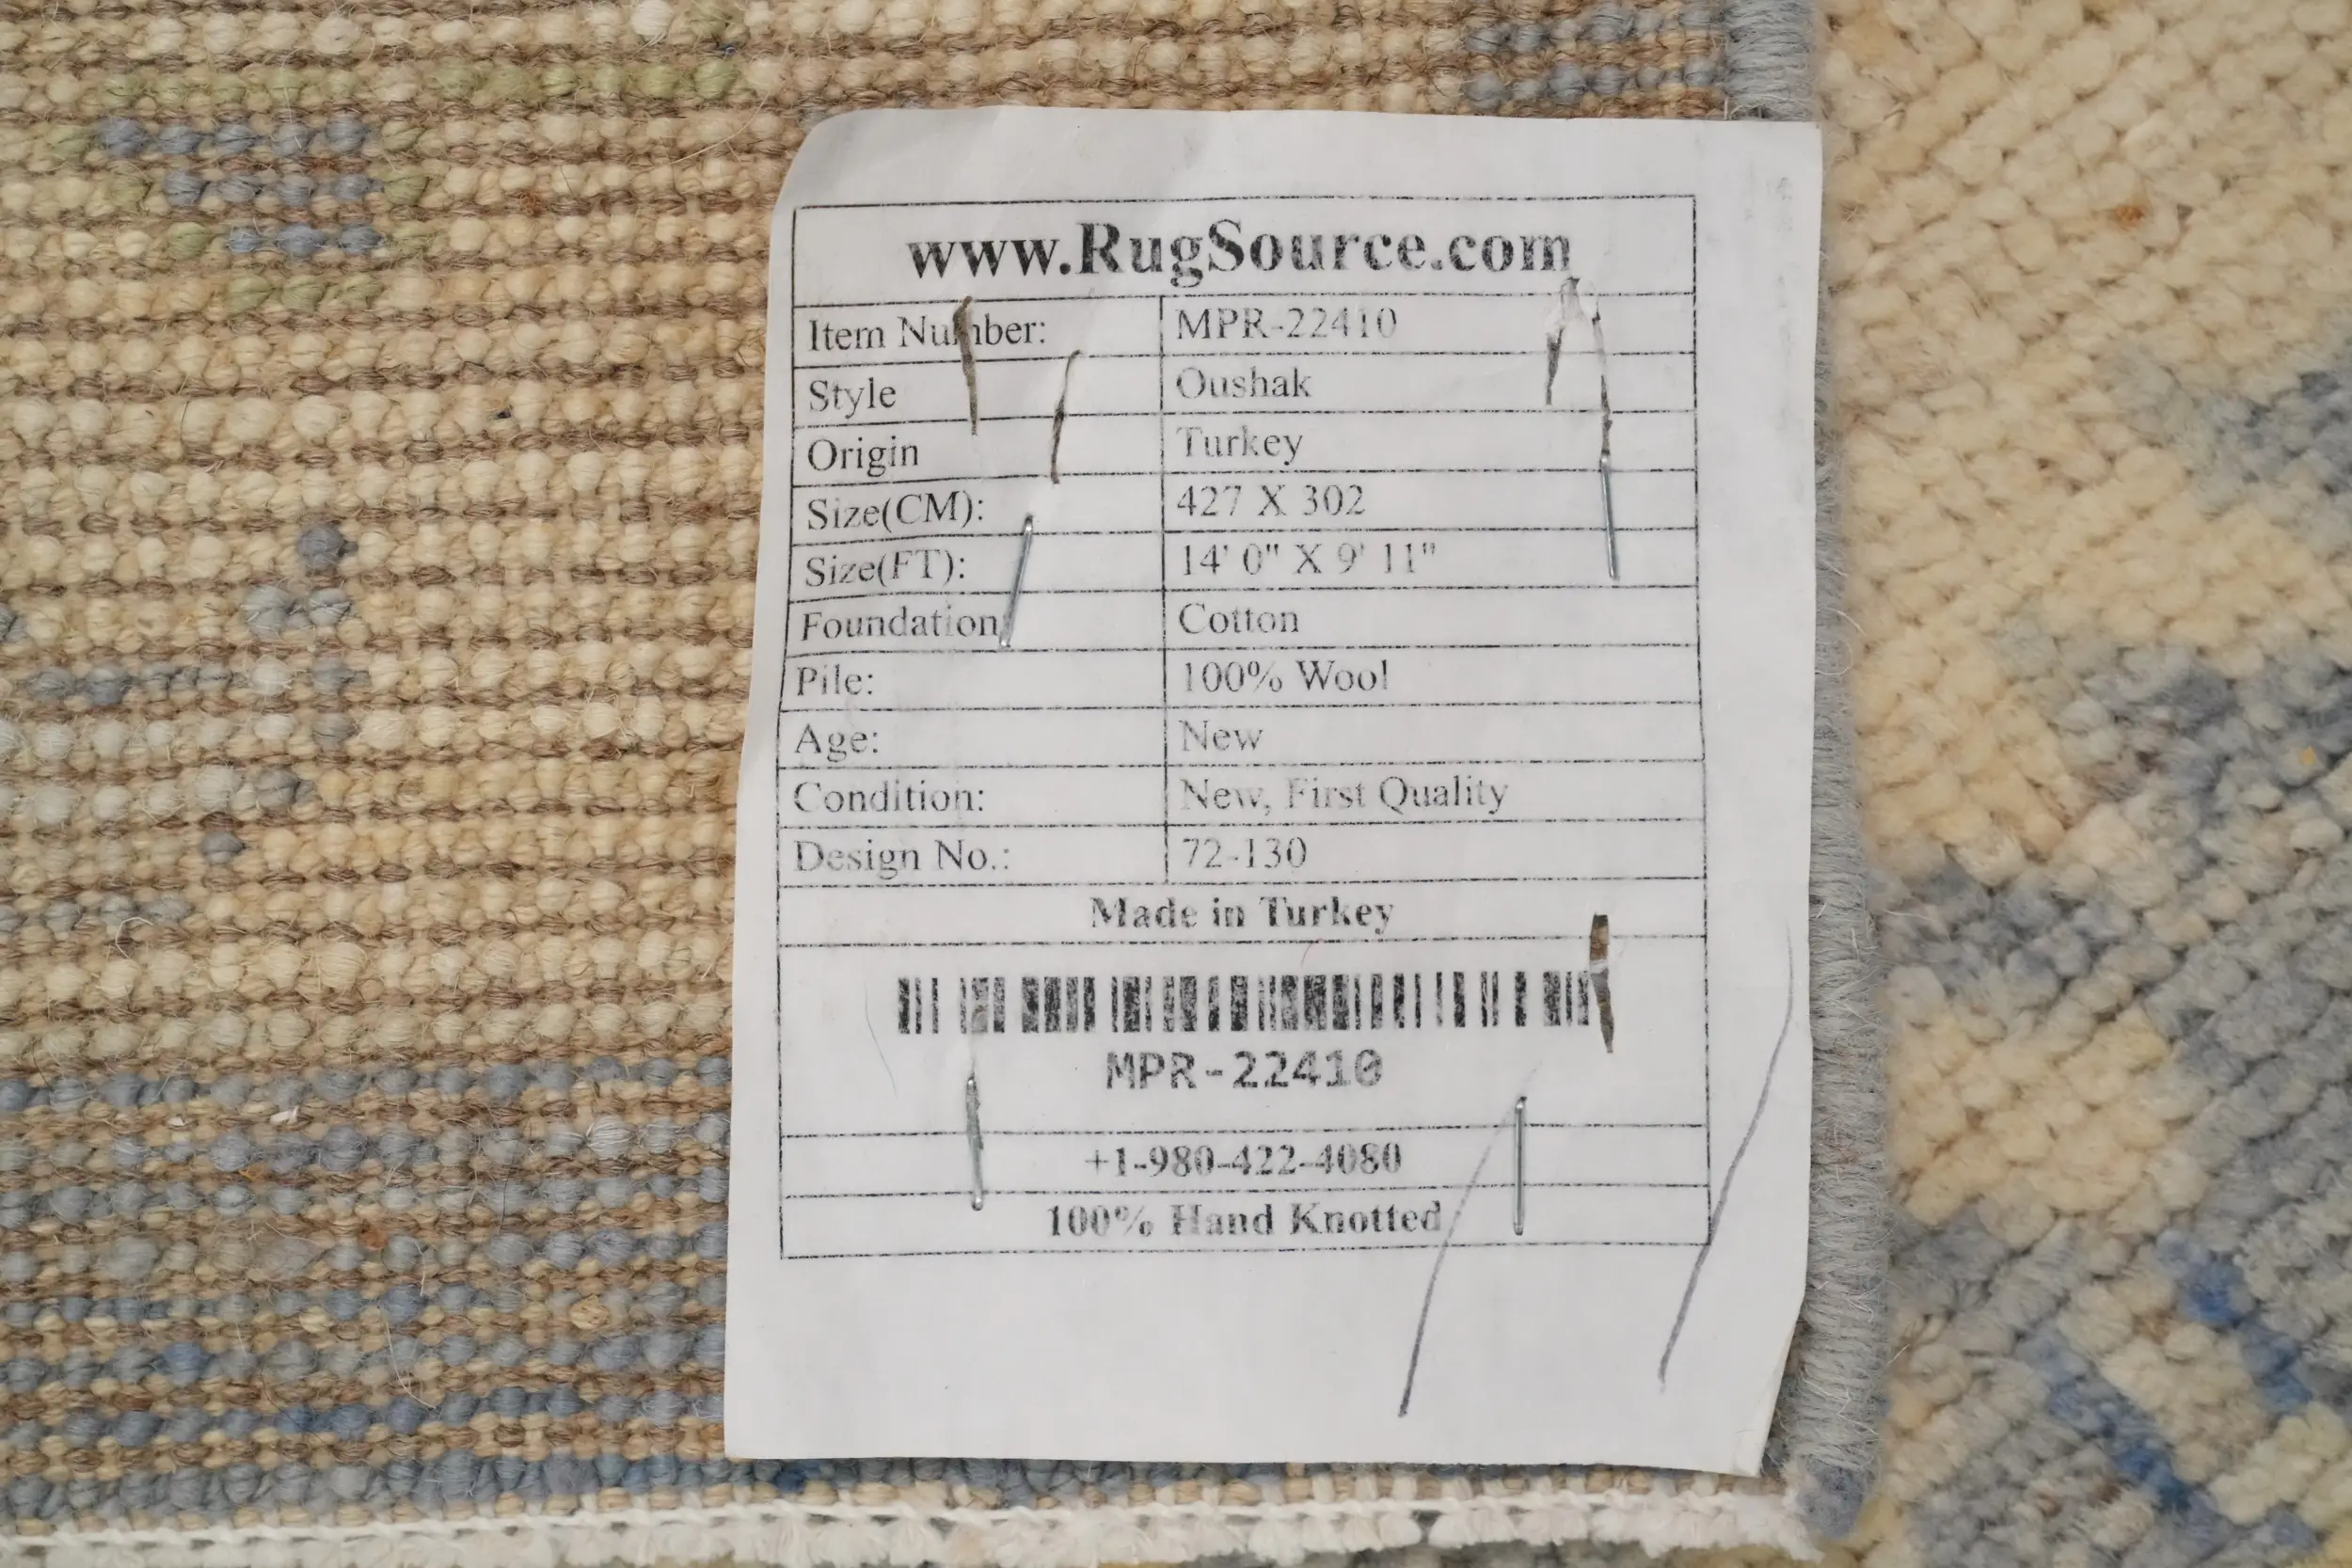 www.RugSource.com
Item Number: MPR-22410
Style Oushak
Origin Turkey
Size(CM): 427 X 302
Size(FT): 14' 0" X 9' 11"
Foundation Cotton
Pile: 100% Wool
Age: New
Condition: New, First Quality
Design No.: 72-130
Made in Turkey
MPR-22410
+1-980-422-4080
100% Hand Knotted